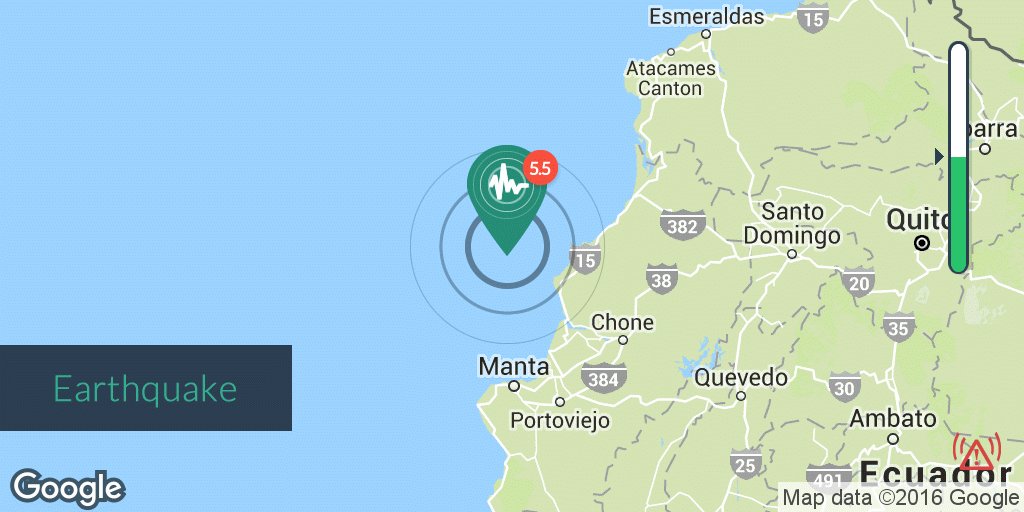 Esmeraldas
15
Atacames
Canton
barra
5.5
382
Santo
Domingo
Quito
15
38
20
Chone
35
Manta
384
Quevedo
30
Portoviejo
Ambato
Earthquake
25
491
Ecuador
Google
Map data ©2016 Google